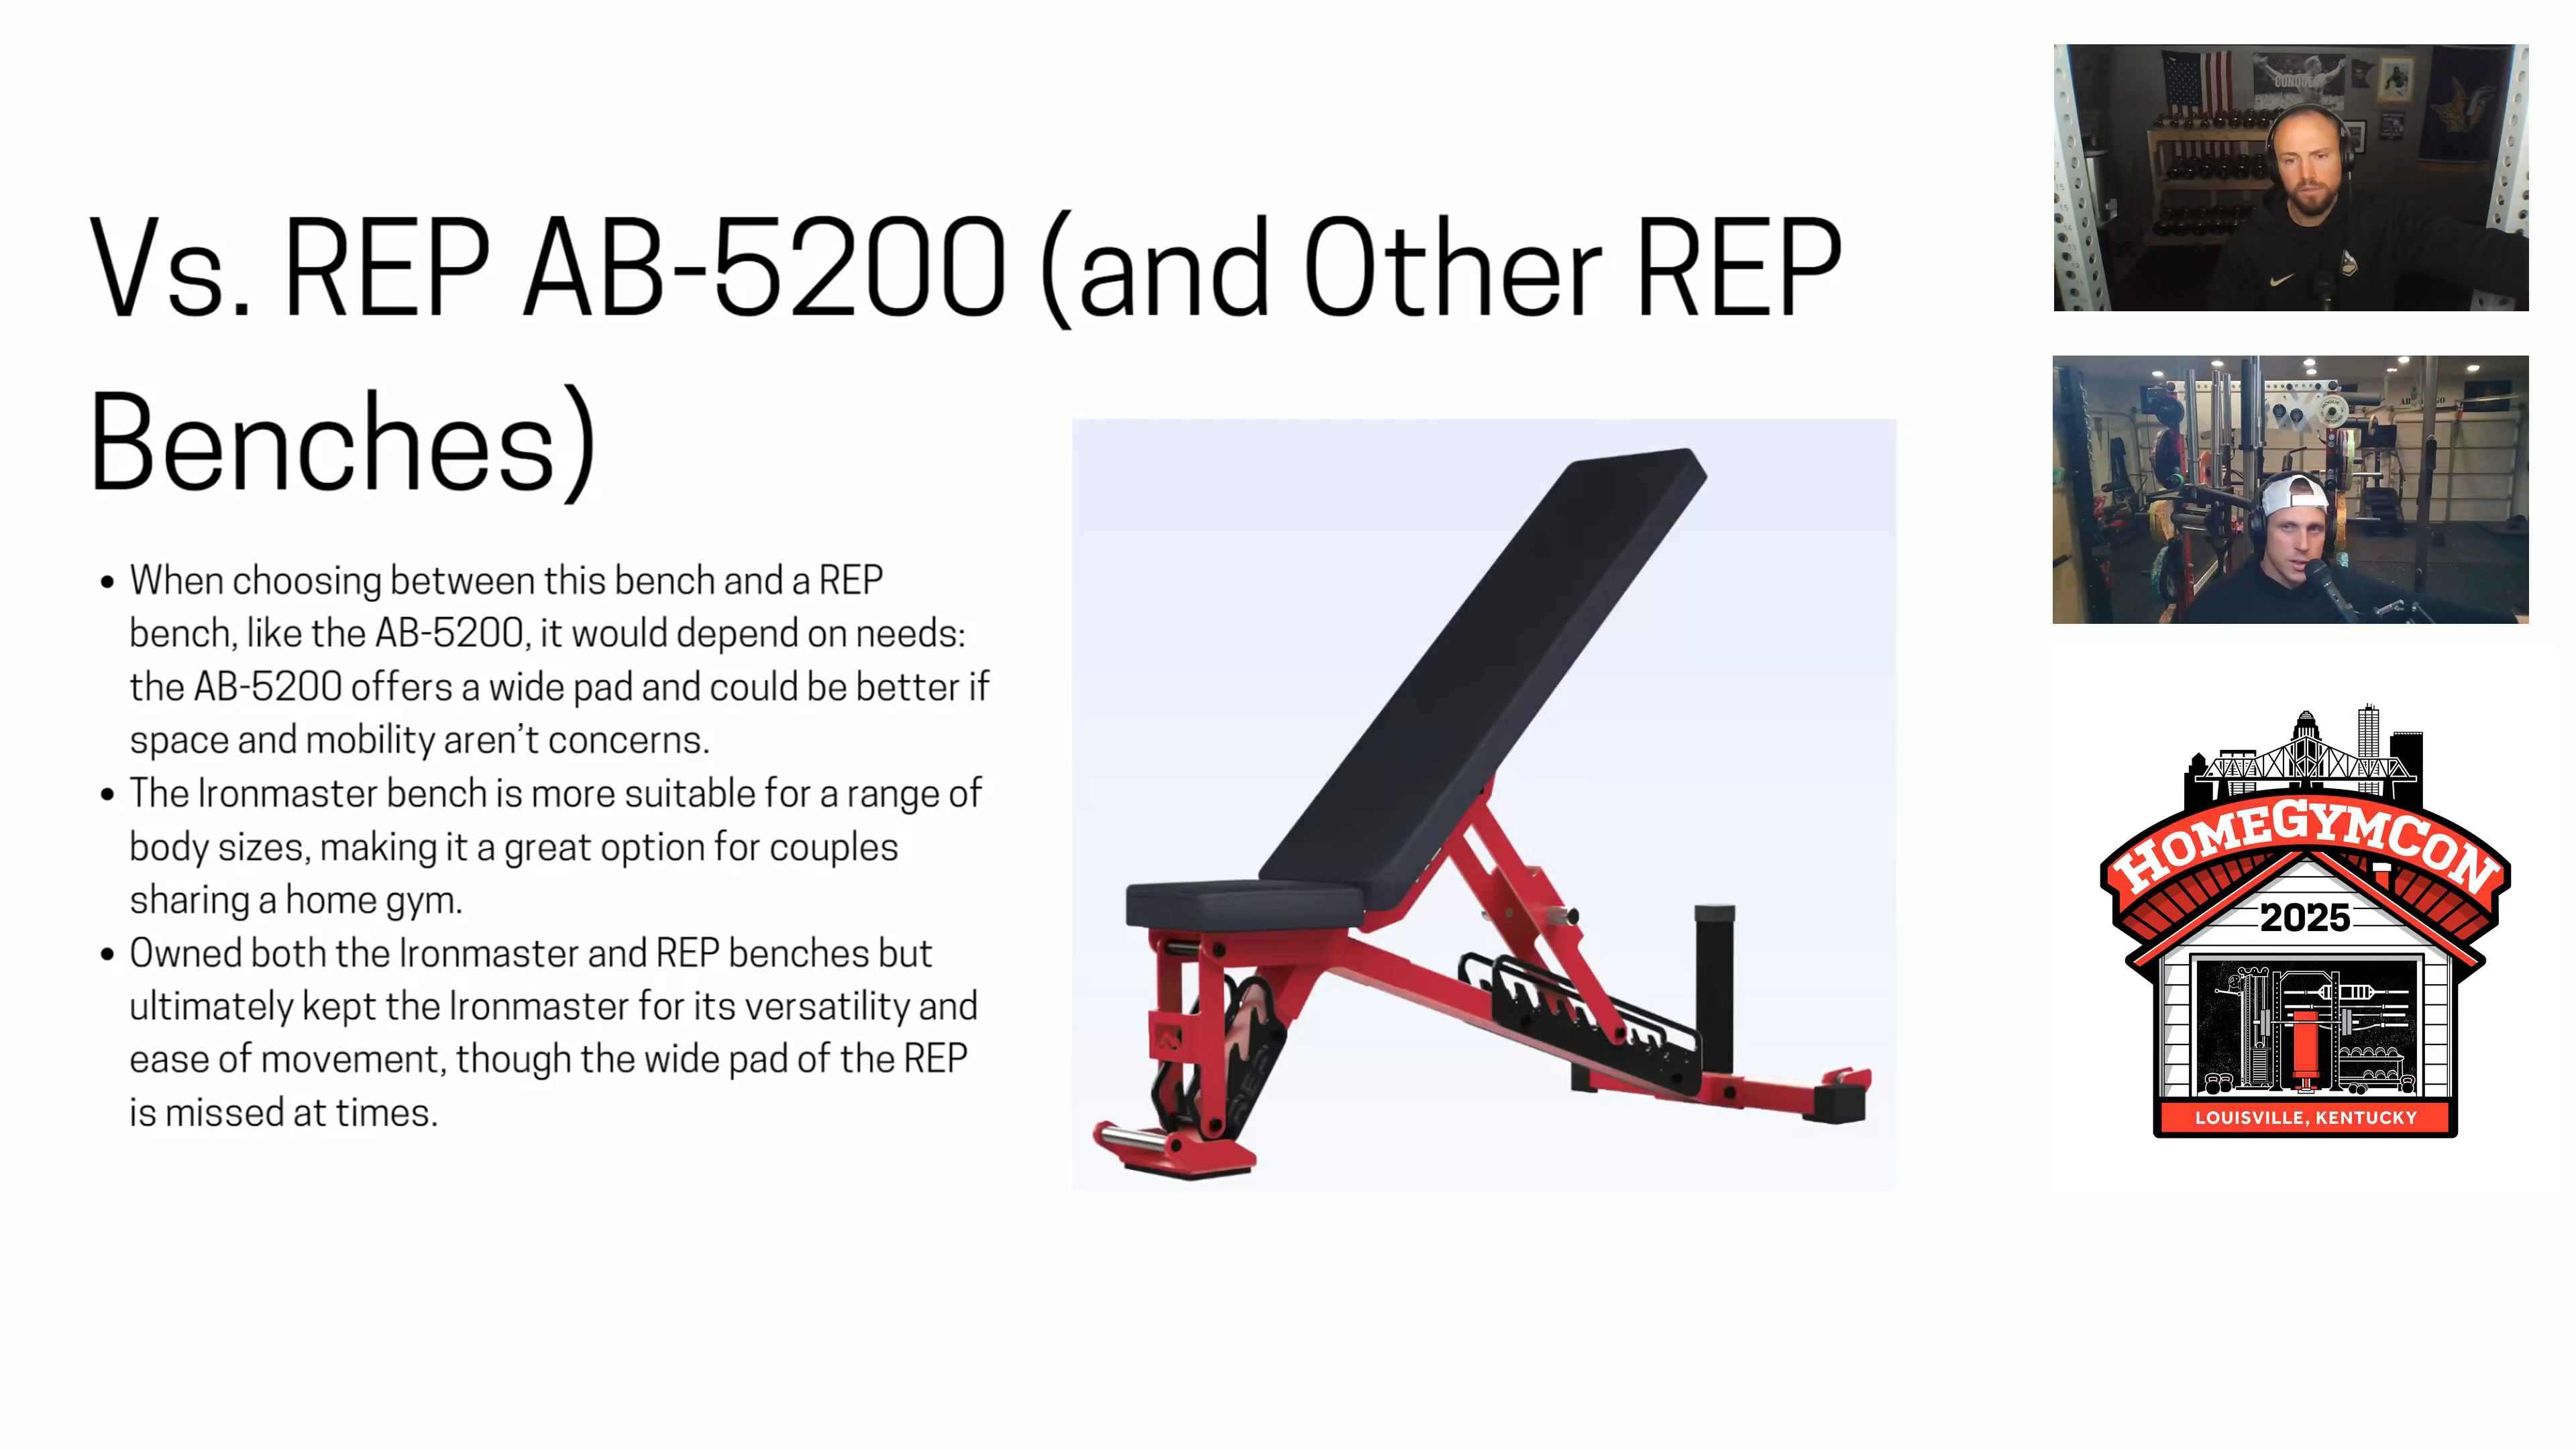 Vs. REP AB-5200 (and Other REP
Benches)
• When choosing between this bench and a REP
bench, like the AB-5200, it would depend on needs:
the AB-5200 offers a wide pad and could be better if
space and mobility aren’t concerns.
• The Ironmaster bench is more suitable for a range of
body sizes, making it a great option for couples
sharing a home gym.
• Owned both the Ironmaster and REP benches but
ultimately kept the Ironmaster for its versatility and
ease of movement, though the wide pad of the REP
is missed at times.
REP
CONQUER
HOMEGYMCON
2025
LOUISVILLE, KENTUCKY